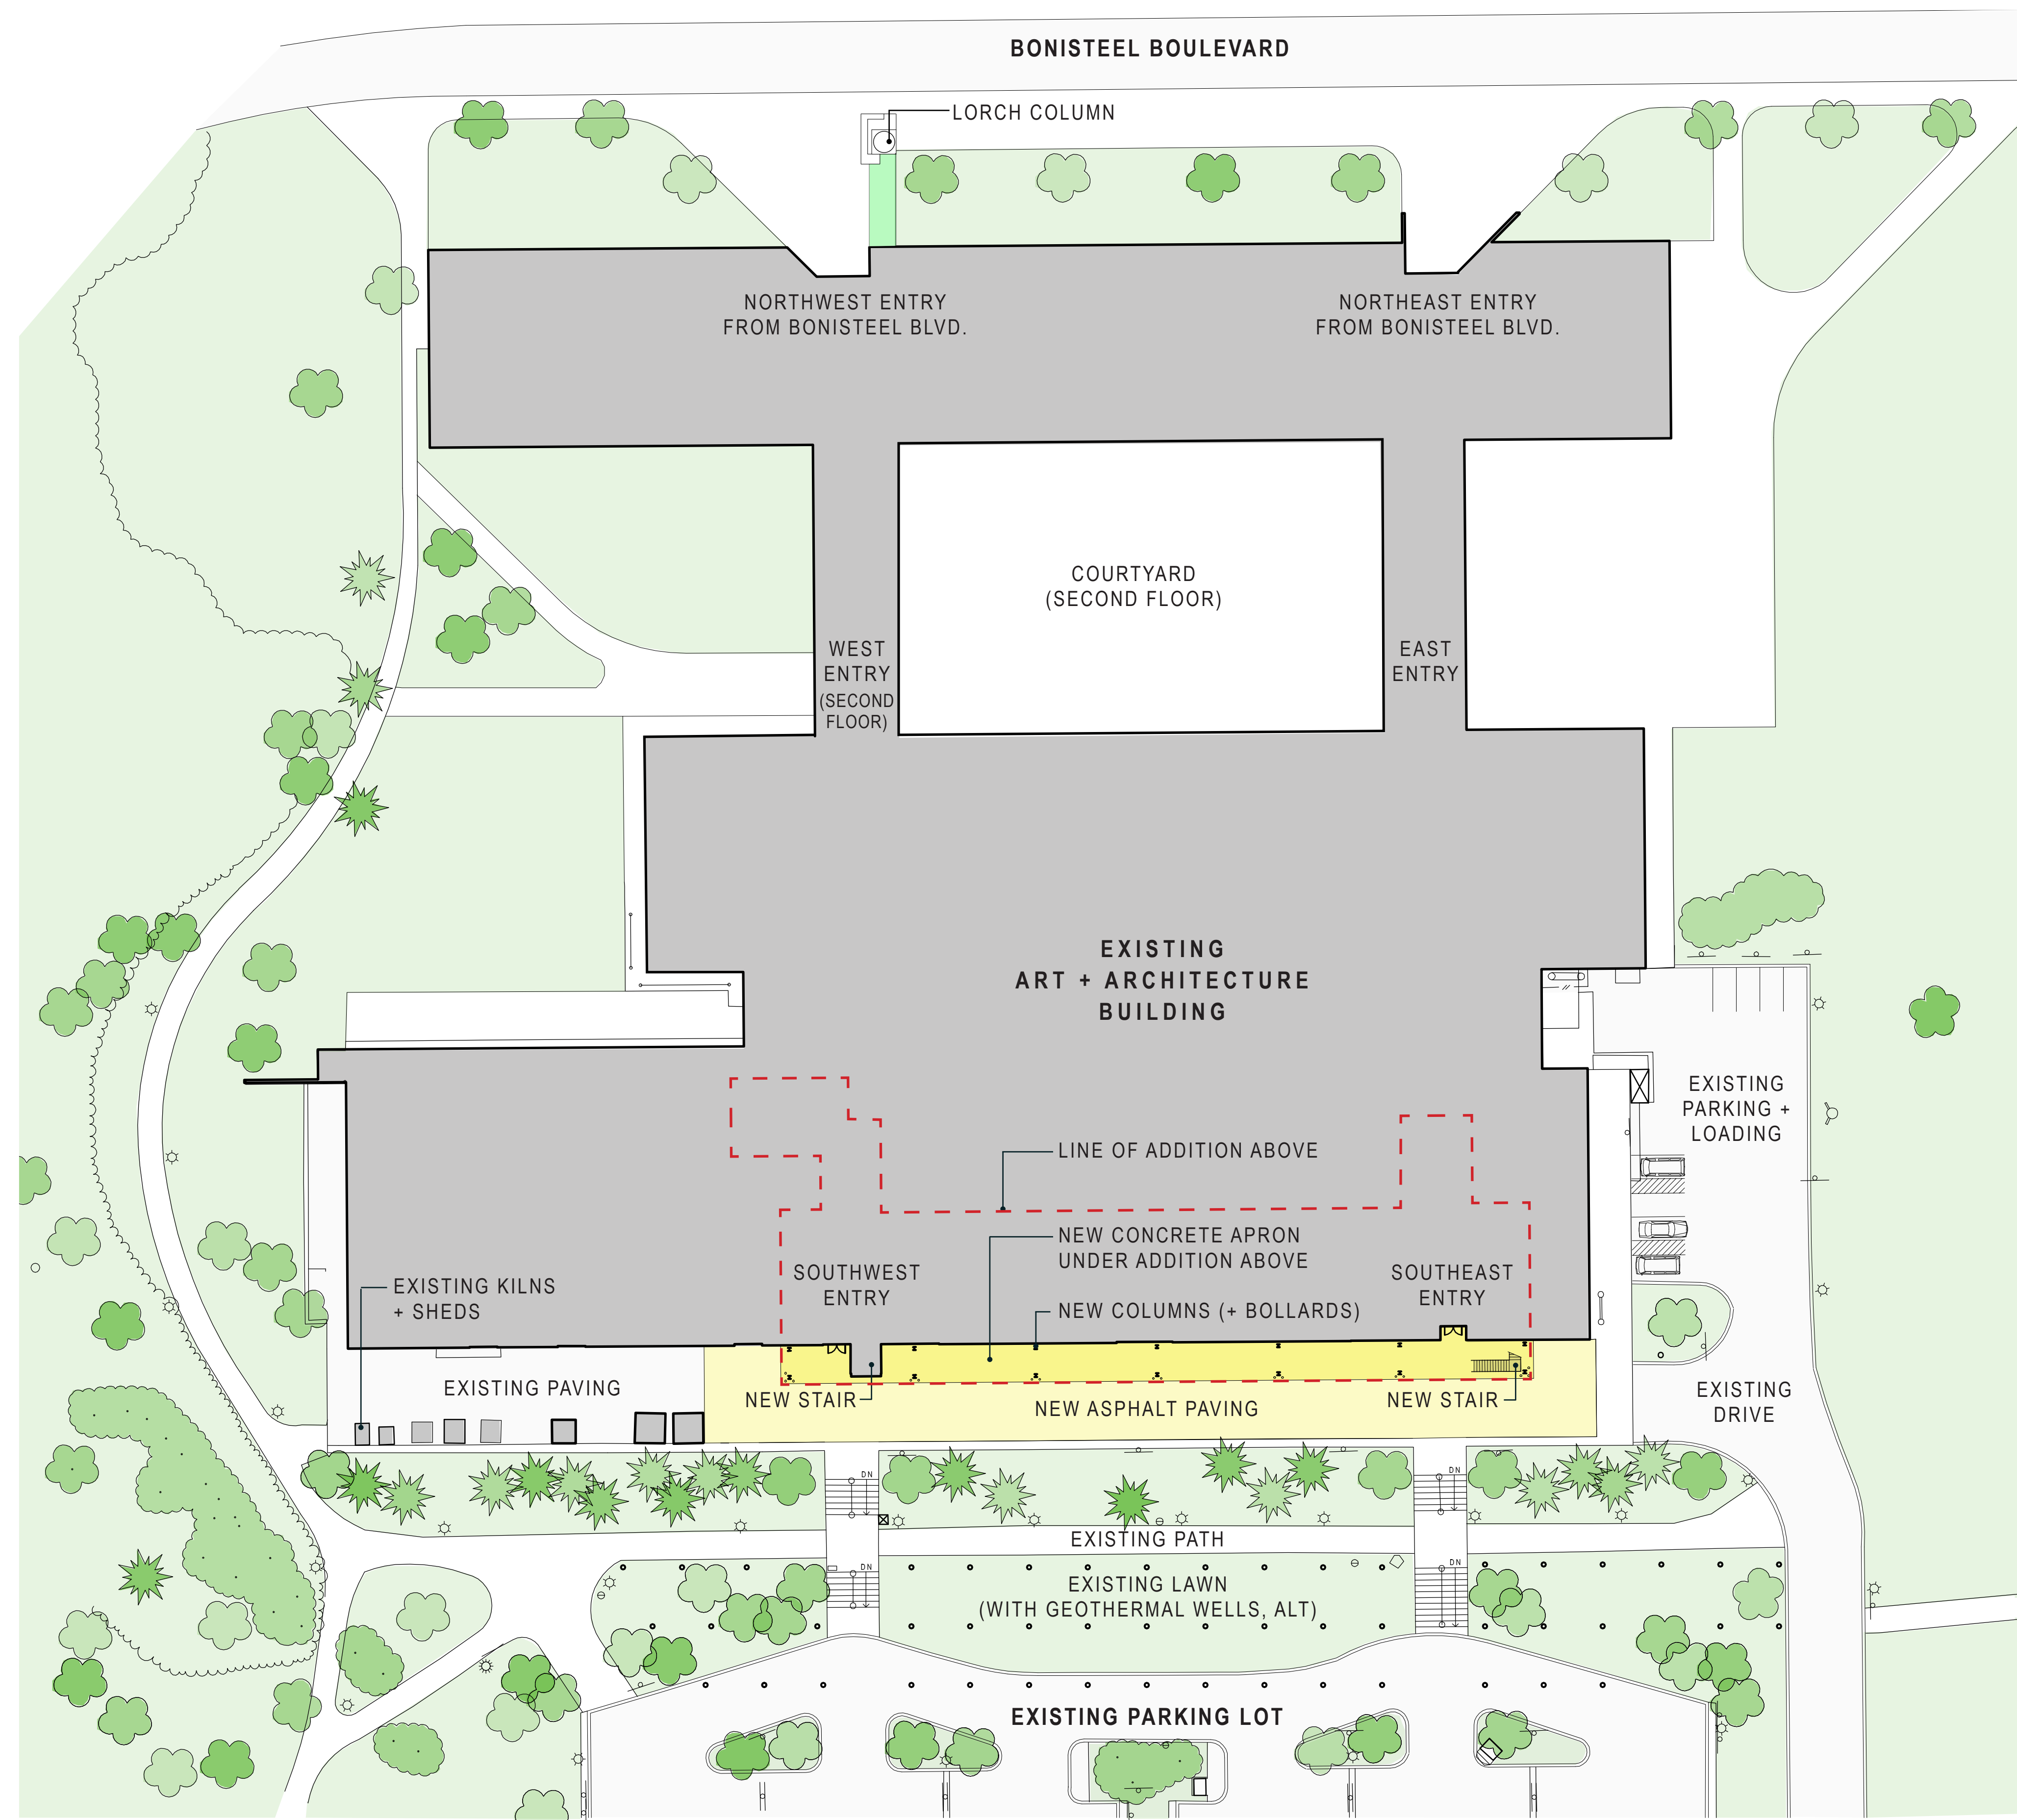 BONISTEEL BOULEVARD
LORCH COLUMN
NORTHWEST ENTRY
FROM BONISTEEL BLVD.
NORTHEAST ENTRY
FROM BONISTEEL BLVD.
COURTYARD
(SECOND FLOOR)
WEST
ENTRY
(SECOND
FLOOR)
EAST
ENTRY
EXISTING
ART + ARCHITECTURE
BUILDING
EXISTING
PARKING +
LOADING
LINE OF ADDITION ABOVE
NEW CONCRETE APRON
UNDER ADDITION ABOVE
SOUTHWEST
ENTRY
SOUTHEAST
ENTRY
EXISTING KILNS
+ SHEDS
NEW COLUMNS (+ BOLLARDS)
EXISTING PAVING
NEW STAIR
NEW ASPHALT PAVING
NEW STAIR
EXISTING
DRIVE
DN
DN
EXISTING PATH
DN
DN
EXISTING LAWN
(WITH GEOTHERMAL WELLS, ALT)
EXISTING PARKING LOT